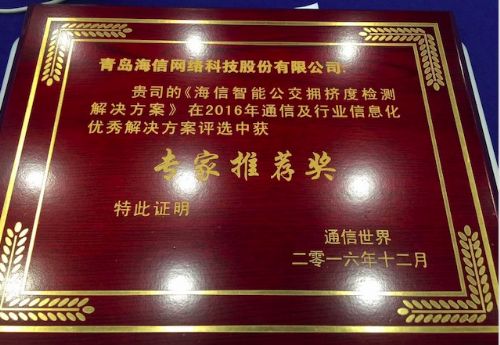 青岛海信网络科技股份有限公司:
贵司的《海信智能公交拥挤度检测
解决方案》在2016年通信及行业信息化
优秀解决方案评选中获
专家推荐奖
特此证明
通信世界
二零一六年十二月